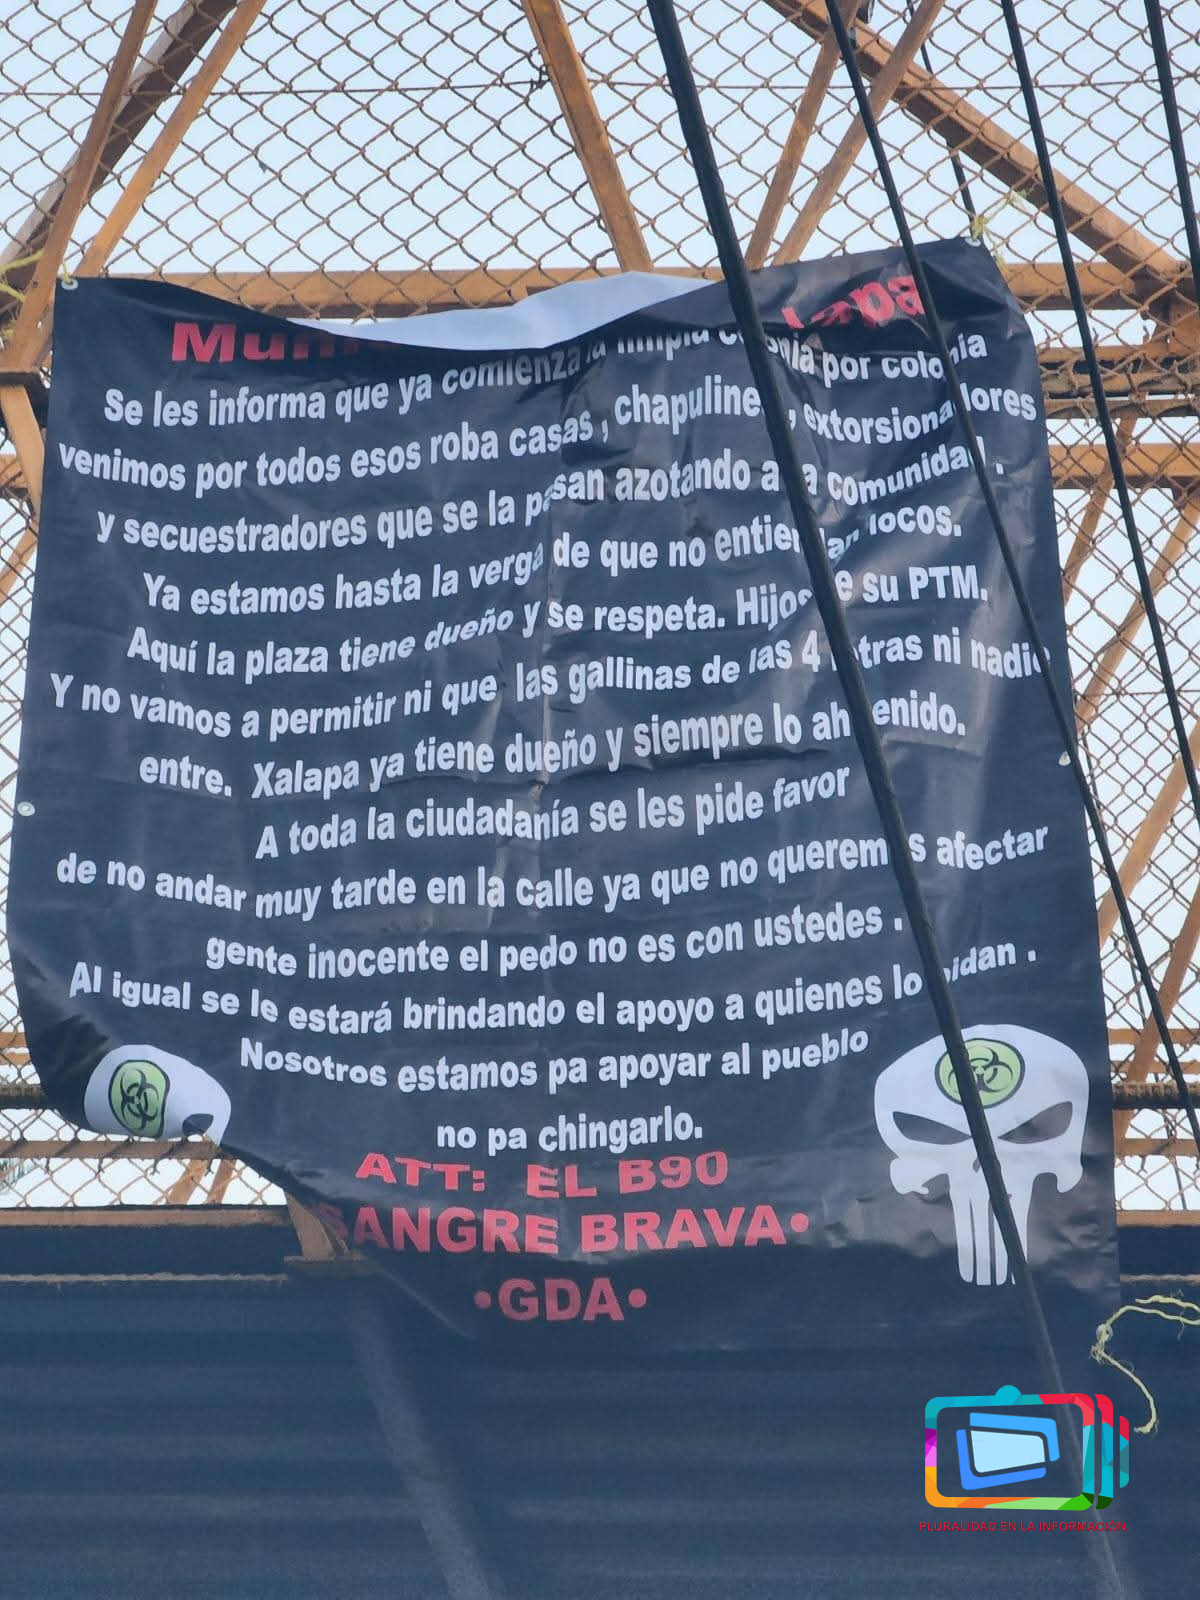 Se les informa que ya comienza la limpia colonia por colonia
venimos por todos esos roba casas , chapulines , extorsionadores
y secuestradores que se la pasan azotando a la comunidad .
Ya estamos hasta la verga de que no entiendan locos.
Aquí la plaza tiene dueño y se respeta. Hijos de su PTM.
Y no vamos a permitir ni que las gallinas de las 4 letras ni nadie
entre. Xalapa ya tiene dueño y siempre lo ah tenido.
A toda la ciudadanía se les pide favor
de no andar muy tarde en la calle ya que no queremos afectar
gente inocente el pedo no es con ustedes .
Al igual se le estará brindando el apoyo a quienes lo pidan .
Nosotros estamos pa apoyar al pueblo
no pa chingarlo.
ATT: EL B90
SANGRE BRAVA•
•GDA•
PLURALIDAD EN LA INFORMACIÓN